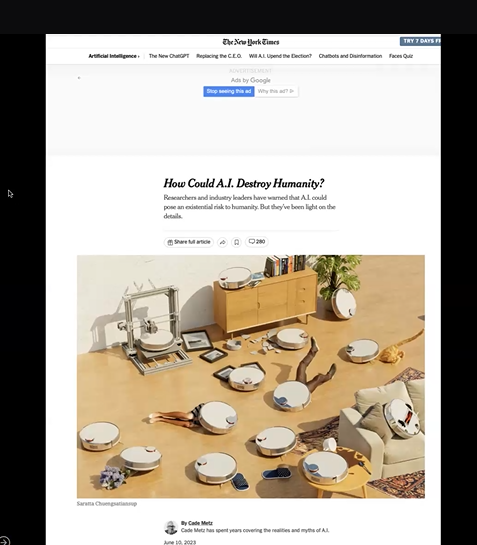 The New York Times
TRY 7 DAYS FR
Artificial Intelligence
The New ChatGPT
Replacing the C.E.O.
Will A.I. Upend the Election?
Chatbots and Disinformation
Faces Quiz
ADVERTISEMENT
Ads by Google
Stop seeing this ad
Why this ad?
How Could A.I. Destroy Humanity?
Researchers and industry leaders have warned that A.I. could
pose an existential risk to humanity. But they've been light on the
details.
Share full article
280
By Cade Metz
Cade Metz has spent years covering the realities and myths of A.I.
June 10, 2023